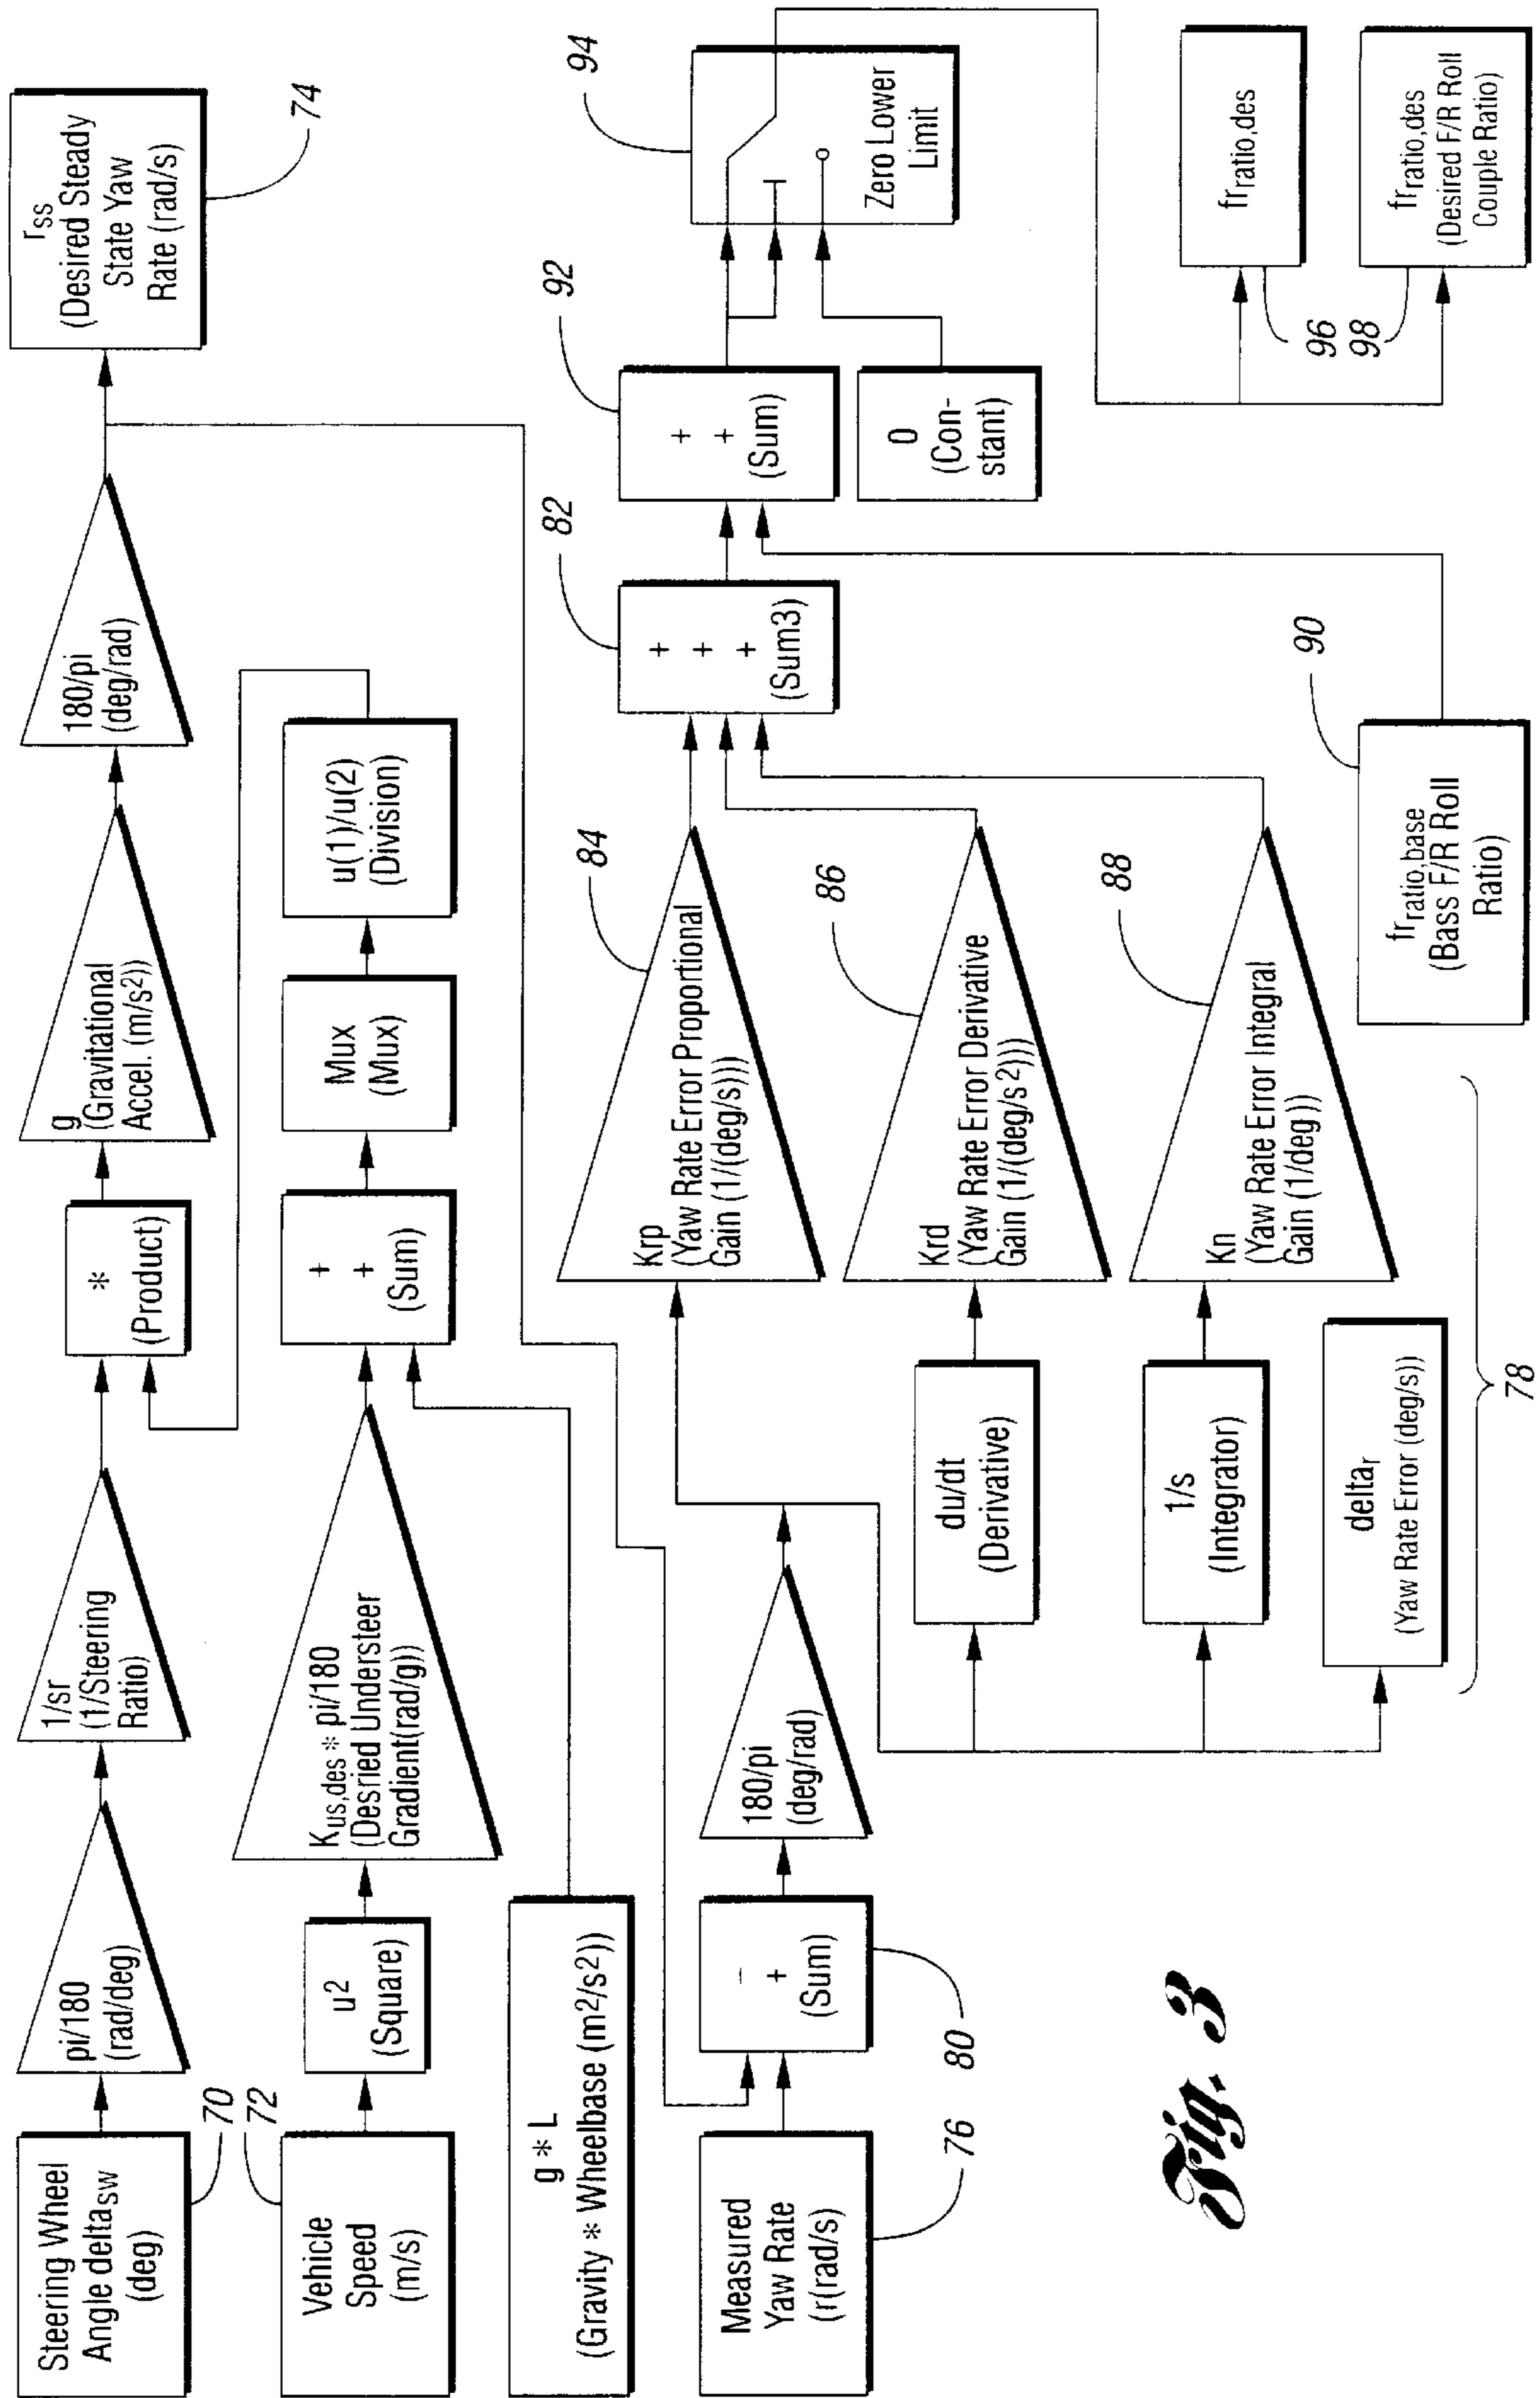 Steering Wheel
Angle delta_SW
(deg)
70
pi/180
(rad/deg)
1/sr
(1/Steering
Ratio)
*
(Product)
g
(Gravitational
Accel. (m/s²))
180/pi
(deg/rad)
r_ss
(Desired Steady
State Yaw
Rate (rad/s)
74
Vehicle
Speed
(m/s)
72
u²
(Square)
K_us,des * pi/180
(Desried Understeer
Gradient(rad/g))
+
+
(Sum)
Mux
(Mux)
u(1)/u(2)
(Division)
g * L
(Gravity * Wheelbase (m²/s²))
Measured
Yaw Rate
(r(rad/s)
76
−
+
(Sum)
80
180/pi
(deg/rad)
Krp
(Yaw Rate Error Proportional
Gain (1/(deg/s)))
84
du/dt
(Derivative)
Krd
(Yaw Rate Error Derivative
Gain (1/(deg/s²)))
86
1/s
(Integrator)
Kn
(Yaw Rate Error Integral
Gain (1/deg))
88
delta_r
(Yaw Rate Error (deg/s))
78
+
+
+
(Sum3)
82
fr_ratio,base
(Bass F/R Roll
Ratio)
90
+
+
(Sum)
92
0
(Con-
stant)
Zero Lower
Limit
94
fr_ratio,des
96
98
fr_ratio,des
(Desired F/R Roll
Couple Ratio)
Fig. 3